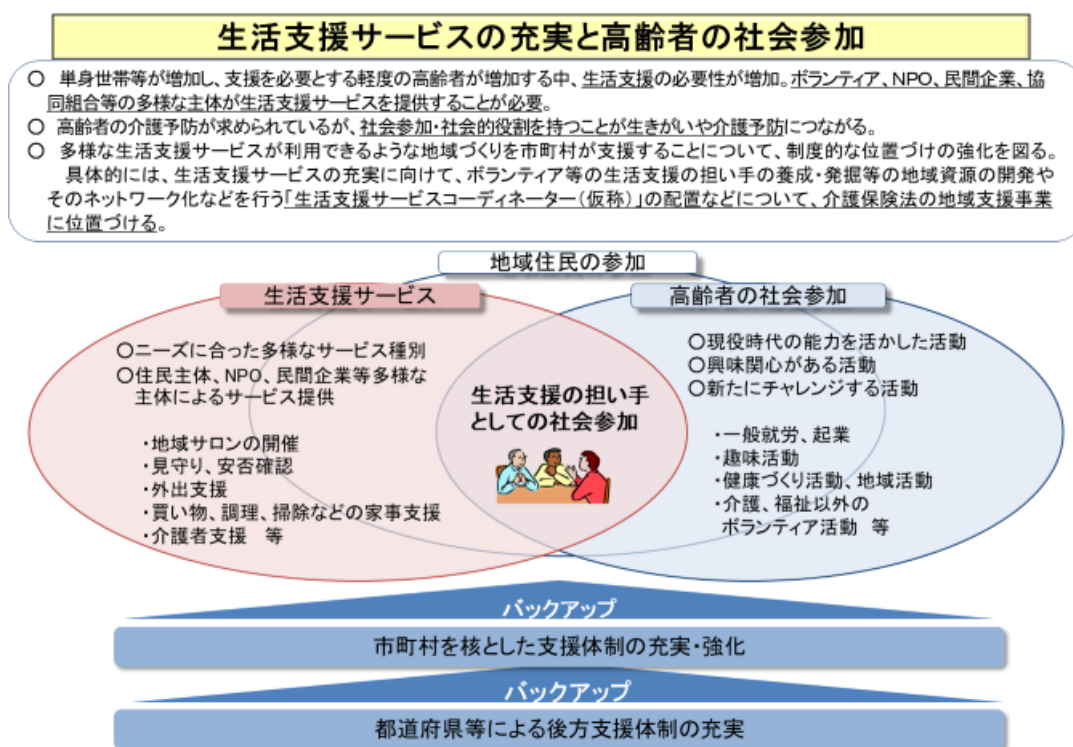 生活支援サービスの充実と高齢者の社会参加
○ 単身世帯等が増加し、支援を必要とする軽度の高齢者が増加する中、生活支援の必要性が増加。ボランティア、NPO、民間企業、協
同組合等の多様な主体が生活支援サービスを提供することが必要。
○ 高齢者の介護予防が求められているが、社会参加・社会的役割を持つことが生きがいや介護予防につながる。
○ 多様な生活支援サービスが利用できるような地域づくりを市町村が支援することについて、制度的な位置づけの強化を図る。
具体的には、生活支援サービスの充実に向けて、ボランティア等の生活支援の担い手の養成・発掘等の地域資源の開発や
そのネットワーク化などを行う「生活支援サービスコーディネーター(仮称)」の配置などについて、介護保険法の地域支援事業
に位置づける。
地域住民の参加
生活支援サービス
○ニーズに合った多様なサービス種別
○住民主体、NPO、民間企業等多様な
主体によるサービス提供
・地域サロンの開催
・見守り、安否確認
・外出支援
・買い物、調理、掃除などの家事支援
・介護者支援 等
生活支援の担い手
としての社会参加
高齢者の社会参加
○現役時代の能力を活かした活動
○興味関心がある活動
○新たにチャレンジする活動
・一般就労、起業
・趣味活動
・健康づくり活動、地域活動
・介護、福祉以外の
ボランティア活動 等
バックアップ
市町村を核とした支援体制の充実・強化
バックアップ
都道府県等による後方支援体制の充実